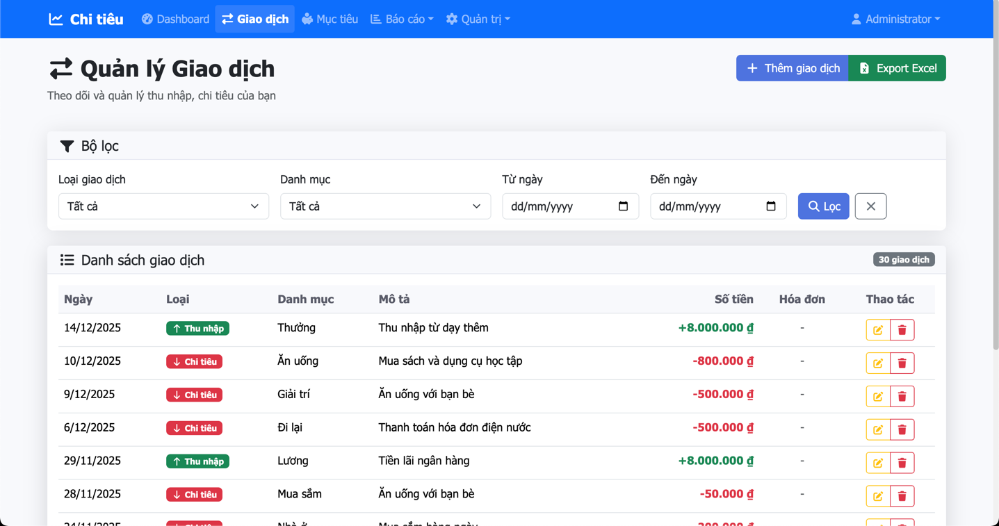 Chi tiêu Dashboard Giao dịch Mục tiêu Báo cáo Quản trị Administrator
Quản lý Giao dịch
Thêm giao dịch Export Excel
Theo dõi và quản lý thu nhập, chi tiêu của bạn
Bộ lọc
Loại giao dịch Danh mục Từ ngày Đến ngày
Tất cả Tất cả dd/mm/yyyy dd/mm/yyyy Lọc
Danh sách giao dịch 30 giao dịch
Ngày Loại Danh mục Mô tả Số tiền Hóa đơn Thao tác
14/12/2025 Thu nhập Thưởng Thu nhập từ dạy thêm +8.000.000 ₫ -
10/12/2025 Chi tiêu Ăn uống Mua sách và dụng cụ học tập -800.000 ₫ -
9/12/2025 Chi tiêu Giải trí Ăn uống với bạn bè -500.000 ₫ -
6/12/2025 Chi tiêu Đi lại Thanh toán hóa đơn điện nước -500.000 ₫ -
29/11/2025 Thu nhập Lương Tiền lãi ngân hàng +8.000.000 ₫ -
28/11/2025 Chi tiêu Mua sắm Ăn uống với bạn bè -50.000 ₫ -